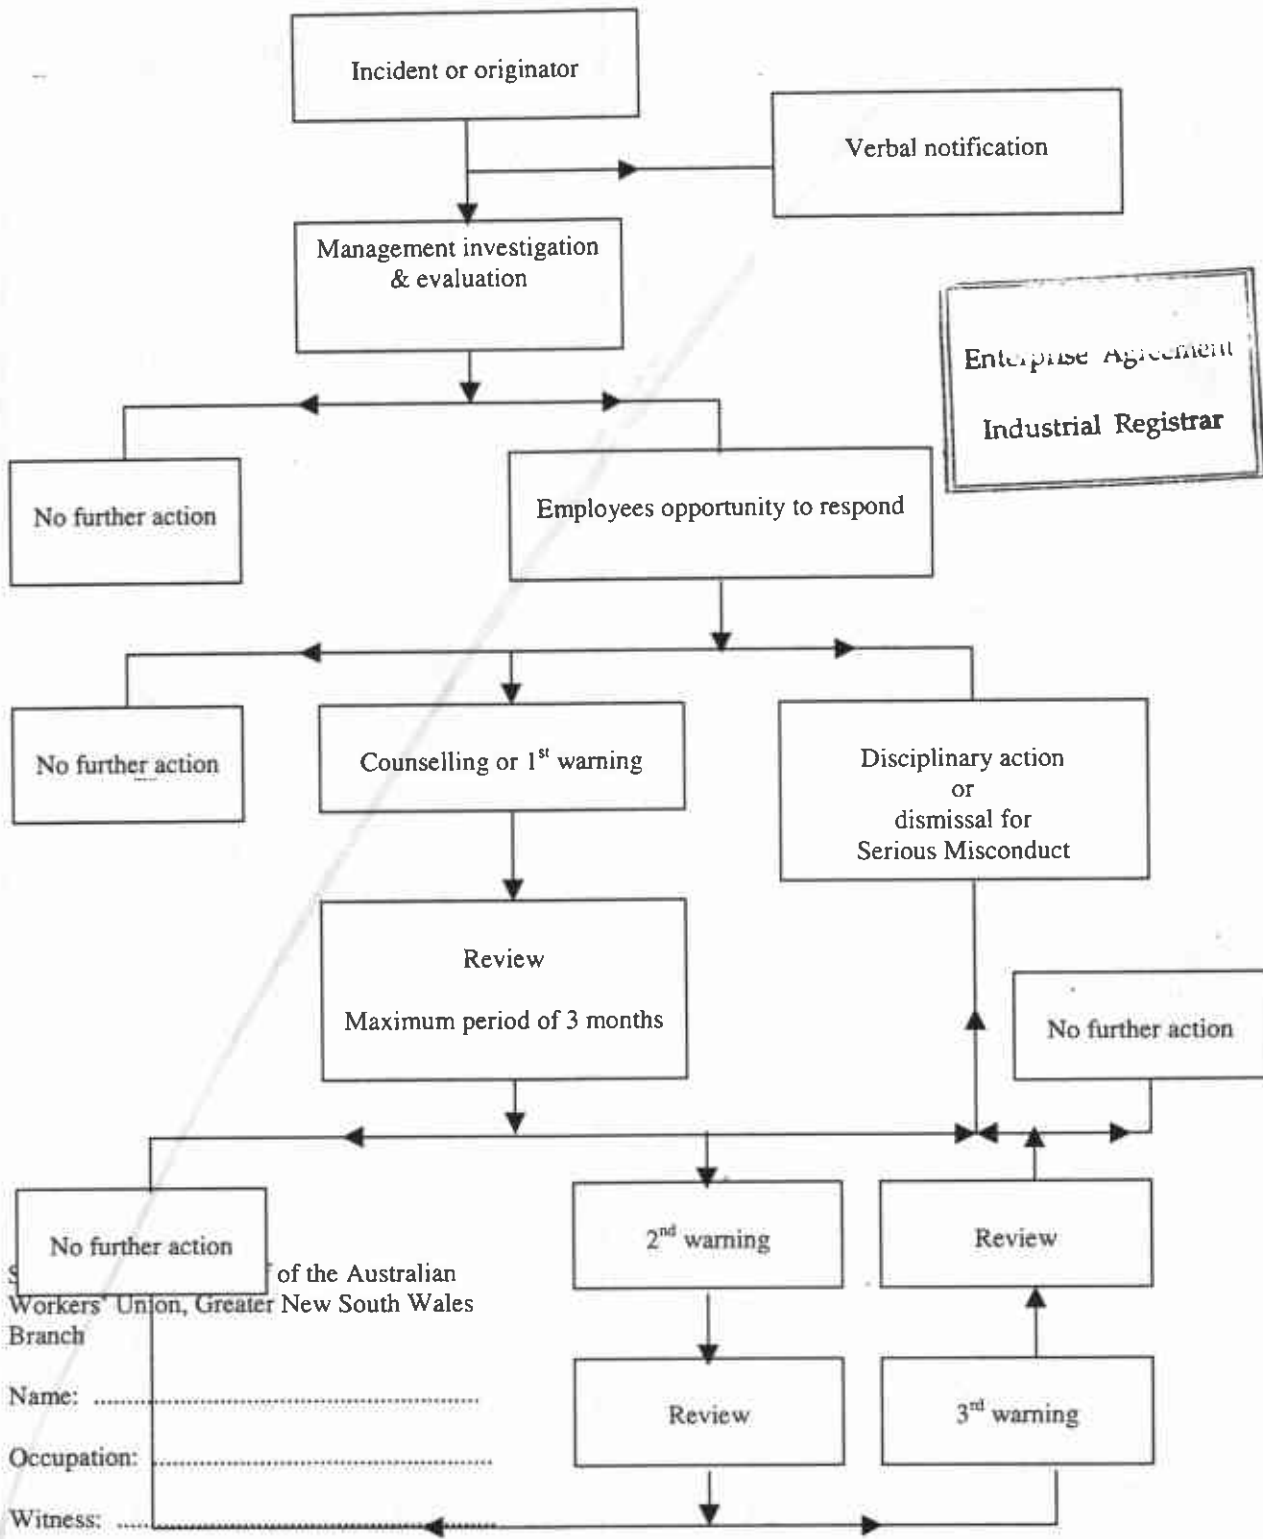 Incident or originator
Verbal notification
Management investigation
& evaluation
Enterprise Agreement
Industrial Registrar
No further action
Employees opportunity to respond
No further action
Counselling or 1st warning
Disciplinary action
or
dismissal for
Serious Misconduct
Review
Maximum period of 3 months
No further action
No further action
2nd warning
Review
of the Australian
Workers' Union, Greater New South Wales
Branch
Name: ................................................................
Review
3rd warning
Occupation: ................................................................
Witness: ................................................................